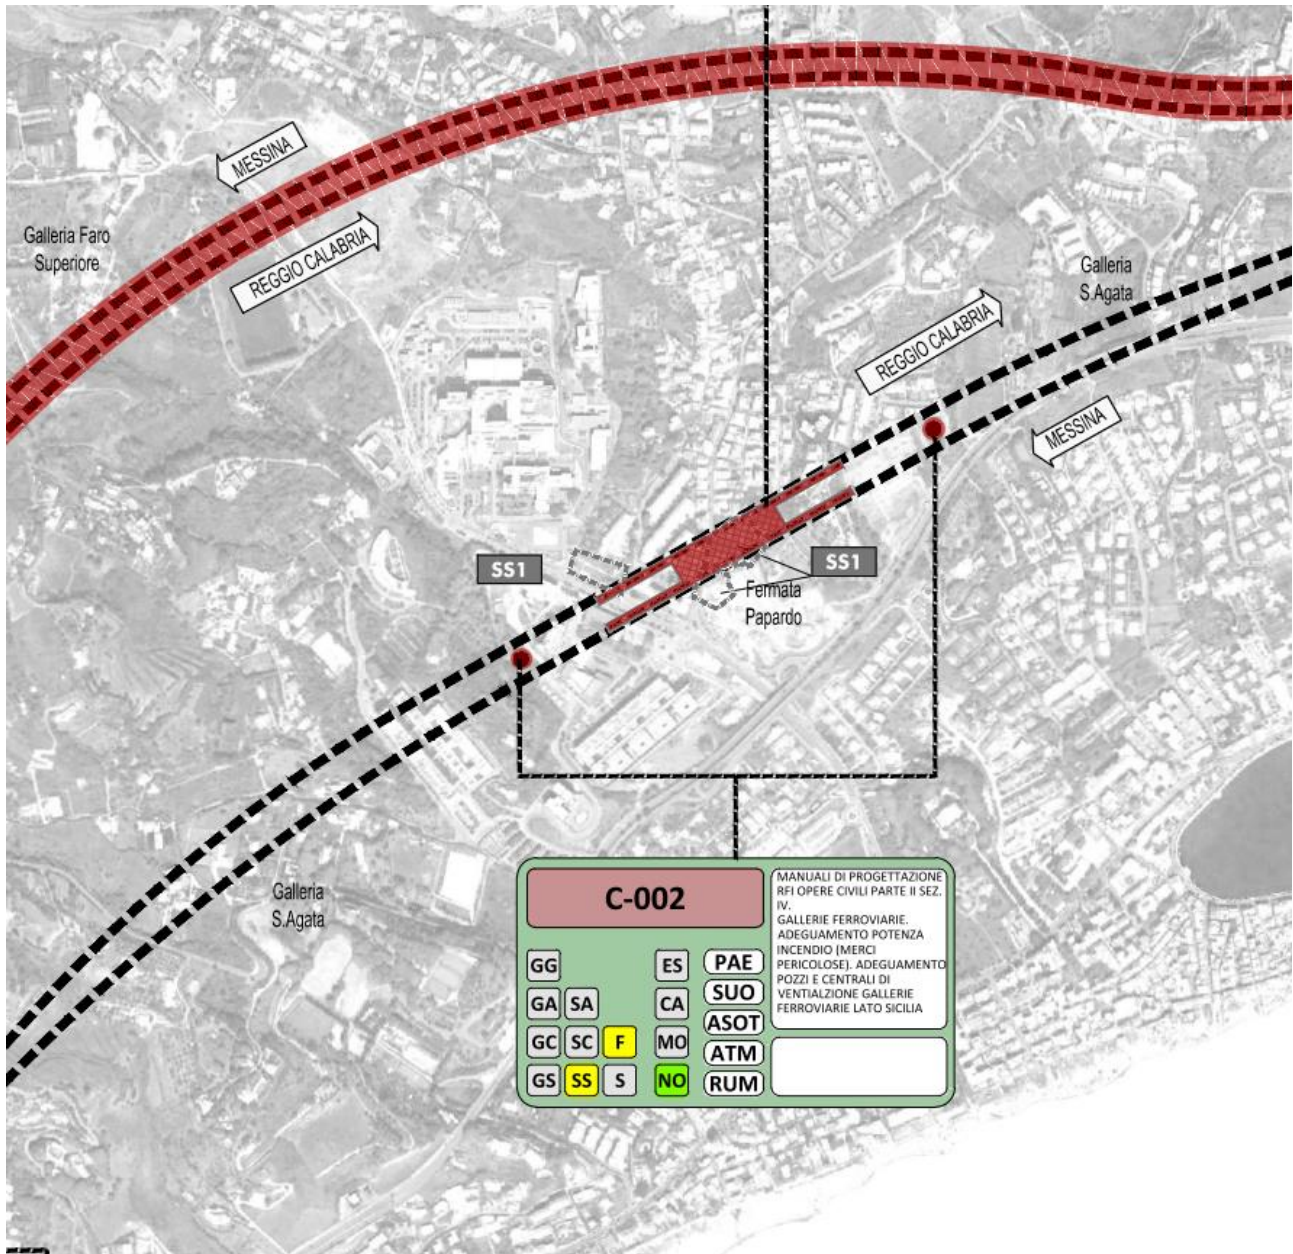 MESSINA
Galleria Faro
Superiore
REGGIO CALABRIA
Galleria
S.Agata
REGGIO CALABRIA
MESSINA
SS1
SS1
Fermata
Papardo
Galleria
S.Agata
C-002
GG
ES
PAE
GA
SA
CA
SUO
ASOT
GC
SC
F
MO
ATM
GS
SS
S
NO
RUM
MANUALI DI PROGETTAZIONE
RFI OPERE CIVILI PARTE II SEZ.
IV.
GALLERIE FERROVIARIE.
ADEGUAMENTO POTENZA
INCENDIO (MERCI
PERICOLOSE). ADEGUAMENTO
POZZI E CENTRALI DI
VENTIALZIONE GALLERIE
FERROVIARIE LATO SICILIA